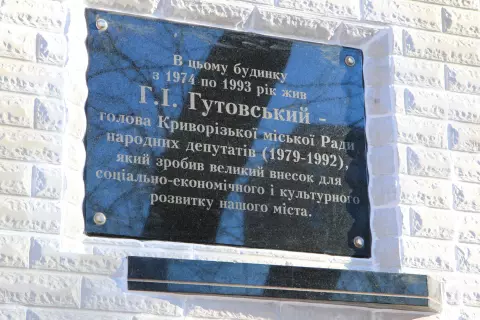 В цьому будинку
з 1974 по 1993 рік жив
Г.І. Гутовський -
голова Криворізької міської Ради
народних депутатів (1979-1992),
який зробив великий внесок для
соціально-економічного і культурного
розвитку нашого міста.